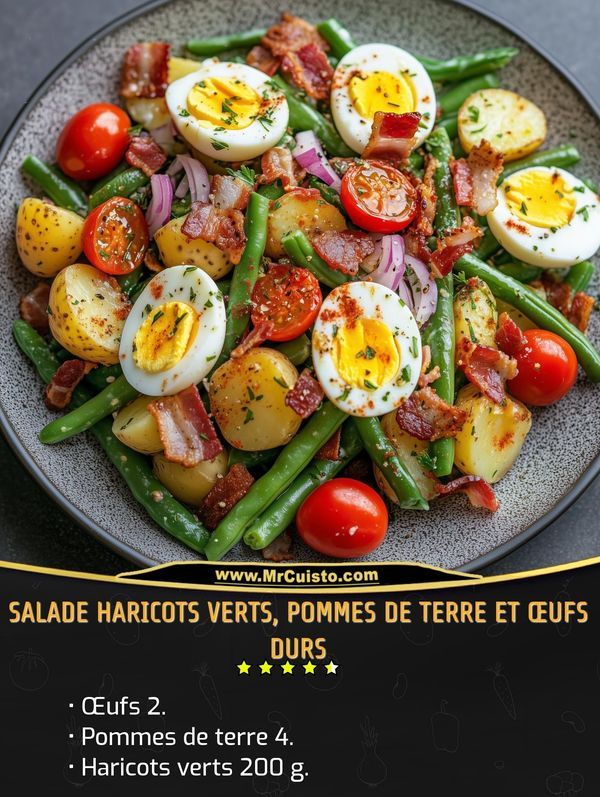 www.MrCuisto.com
SALADE HARICOTS VERTS, POMMES DE TERRE ET ŒUFS
DURS
· Œufs 2.
· Pommes de terre 4.
· Haricots verts 200 g.